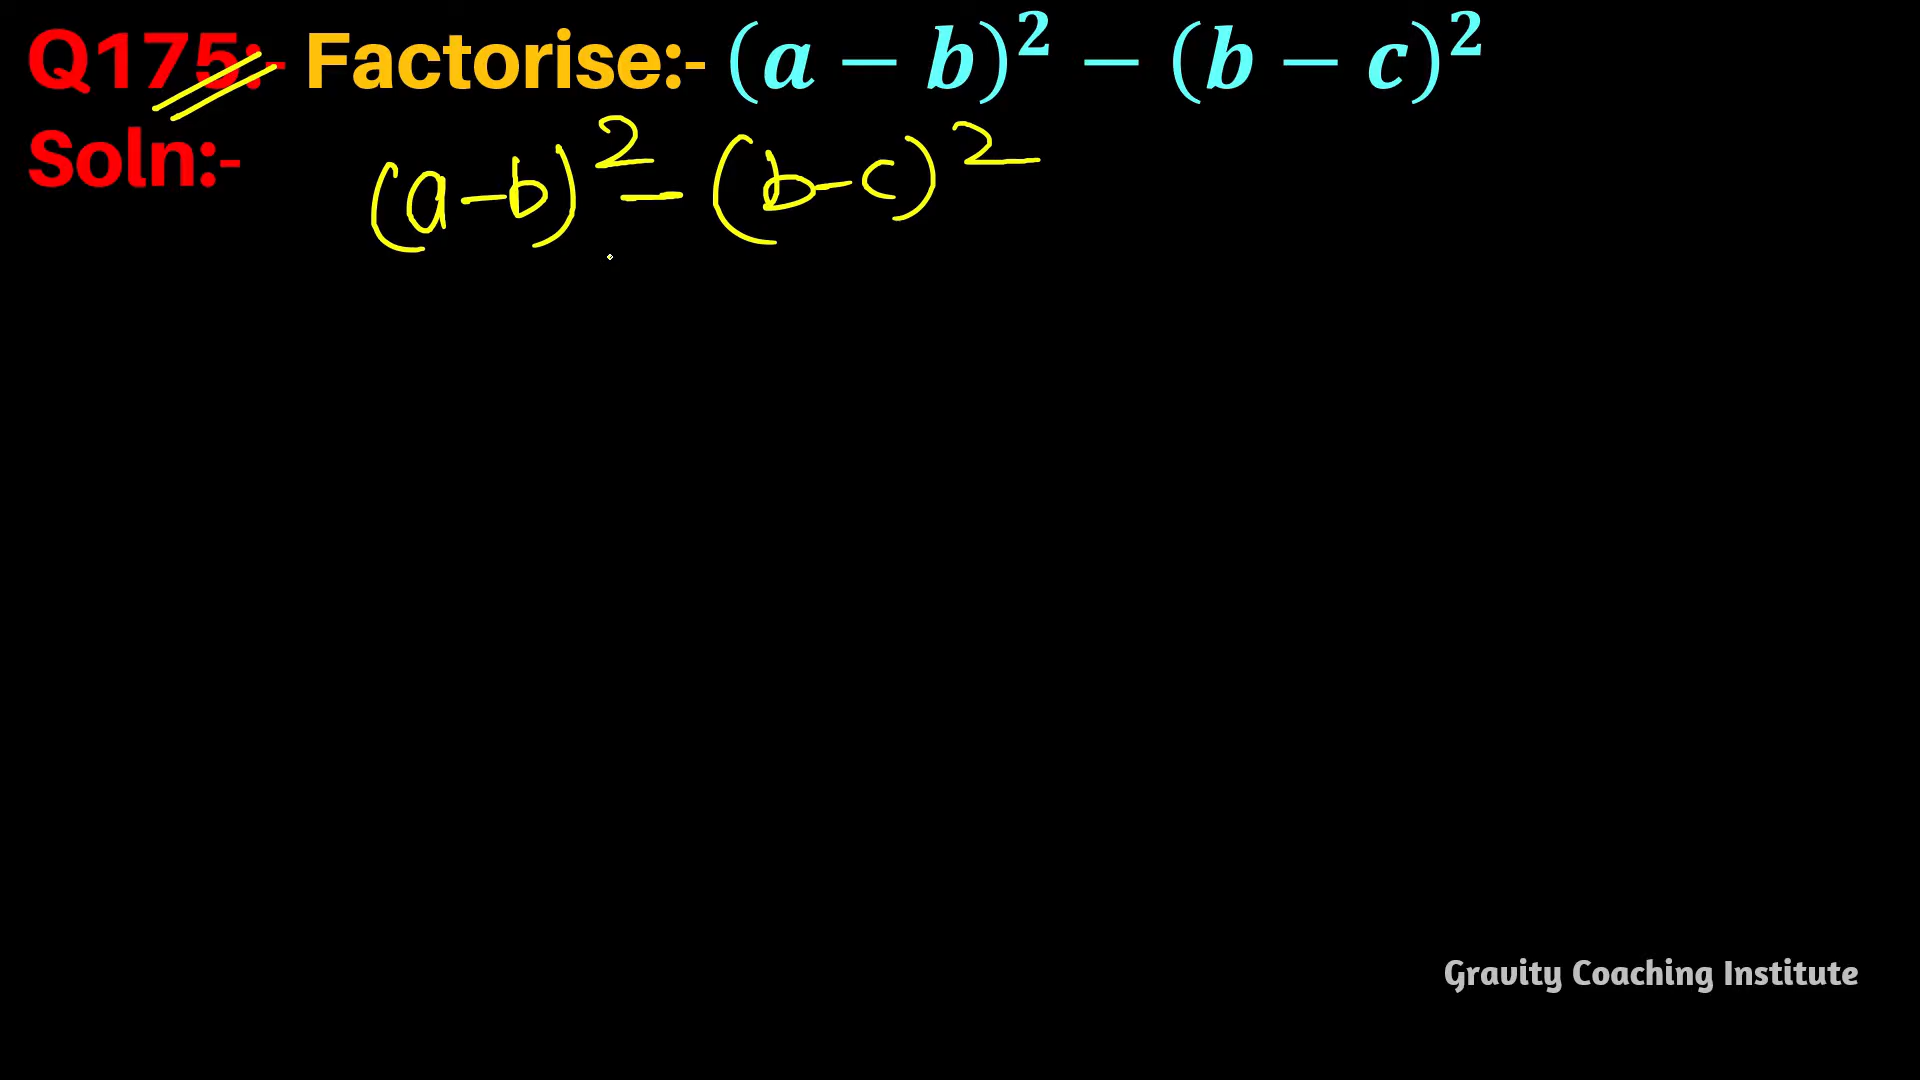 Q175:- Factorise:- (a − b)² − (b − c)²
Soln:- (a-b)² - (b-c)²
Gravity Coaching Institute